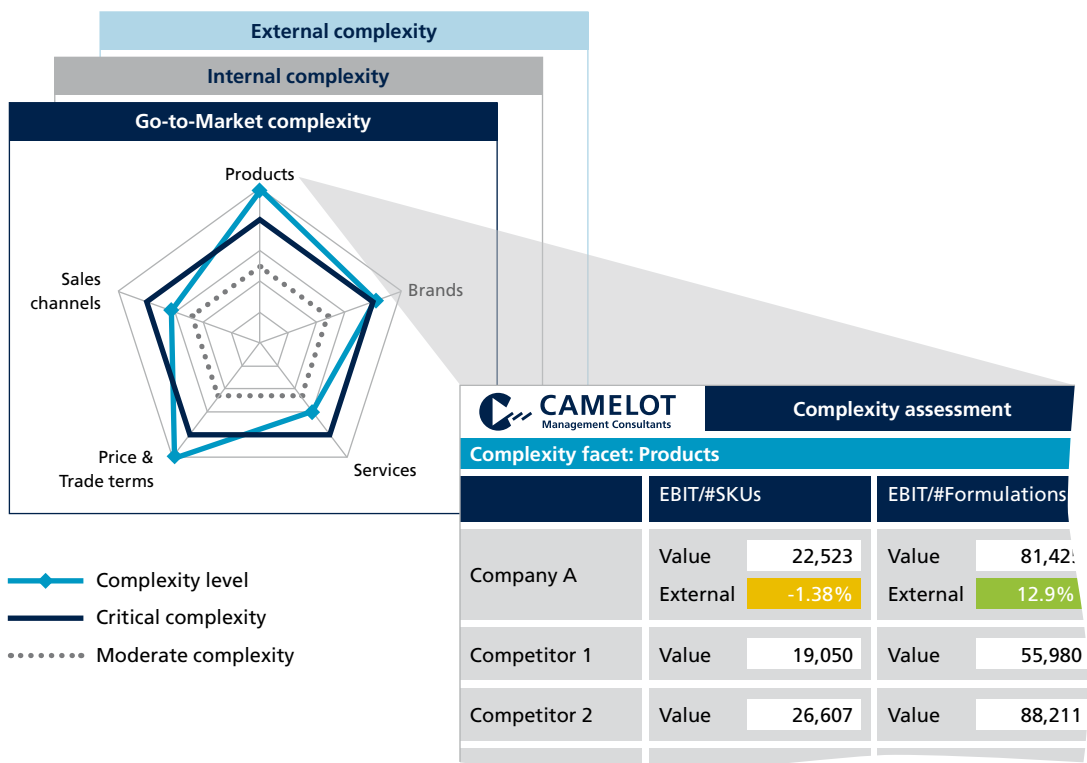 External complexity
Internal complexity
Go-to-Market complexity
Products
Brands
Services
Price &
Trade terms
Sales
channels
Complexity level
Critical complexity
Moderate complexity
CAMELOT
Management Consultants
Complexity assessment
Complexity facet: Products
EBIT/#SKUs EBIT/#Formulations
Company A
Value 22,523 Value 81,42
External -1.38% External 12.9%
Competitor 1 Value 19,050 Value 55,980
Competitor 2 Value 26,607 Value 88,211